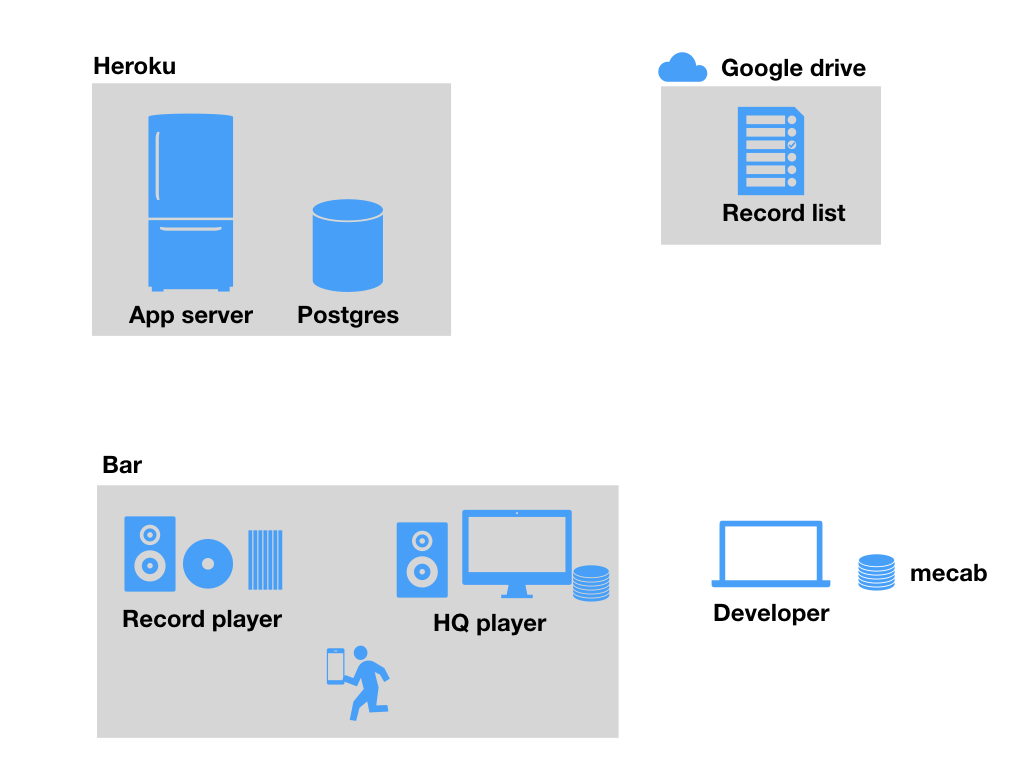 Heroku
Google drive
Record list
App server
Postgres
Bar
Record player
HQ player
Developer
mecab